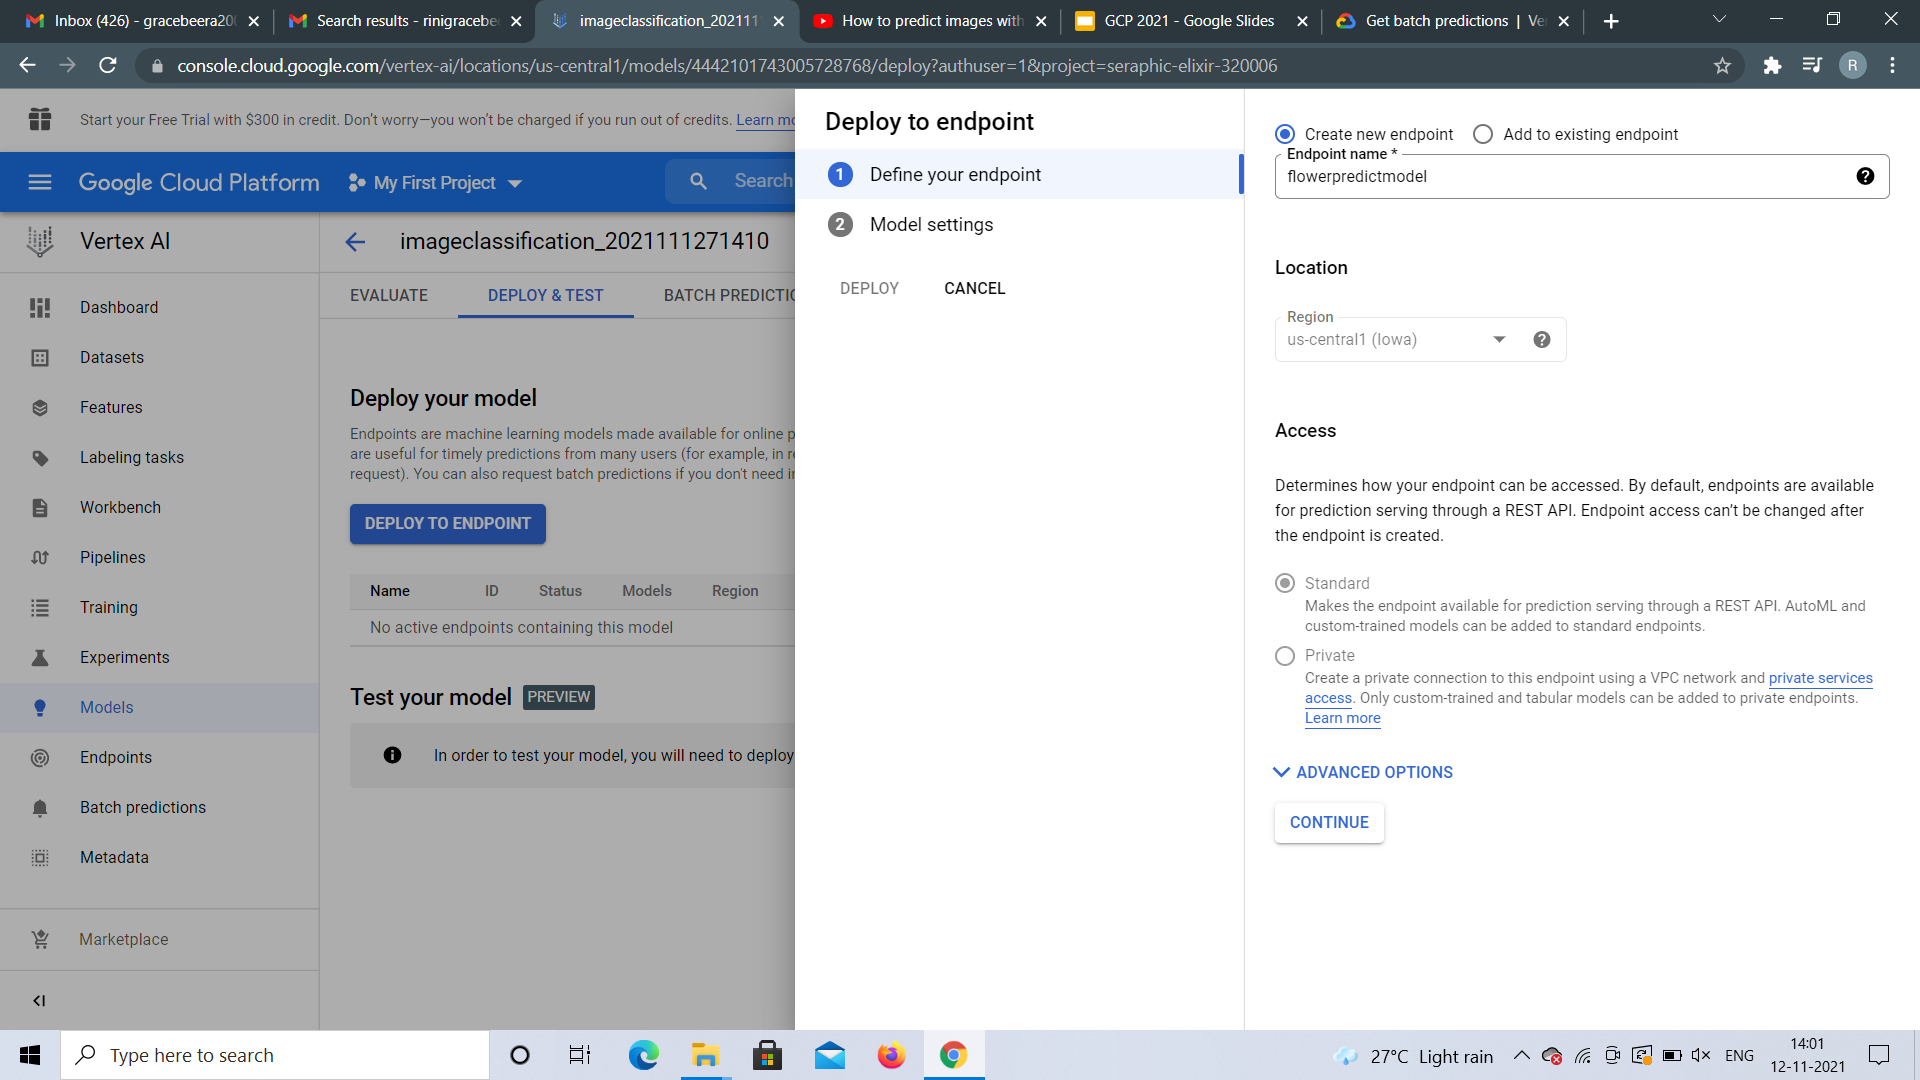 Inbox (426) - gracebeera20
Search results - rinigracebe
imageclassification_202111
How to predict images with
GCP 2021 - Google Slides
Get batch predictions | Ve
console.cloud.google.com/vertex-ai/locations/us-central1/models/4442101743005728768/deploy?authuser=1&project=seraphic-elixir-320006
R
Start your Free Trial with $300 in credit. Don't worry—you won't be charged if you run out of credits. Learn mo
Google Cloud Platform
My First Project
Search
Vertex AI
imageclassification_2021111271410
EVALUATE
DEPLOY & TEST
BATCH PREDICTIO
Dashboard
Datasets
Features
Labeling tasks
Workbench
Pipelines
Training
Experiments
Models
Endpoints
Batch predictions
Metadata
Marketplace
Deploy your model
Endpoints are machine learning models made available for online p
are useful for timely predictions from many users (for example, in re
request). You can also request batch predictions if you don't need i
DEPLOY TO ENDPOINT
Name ID Status Models Region
No active endpoints containing this model
Test your model PREVIEW
In order to test your model, you will need to deploy
Deploy to endpoint
1 Define your endpoint
2 Model settings
DEPLOY CANCEL
Create new endpoint Add to existing endpoint
Endpoint name *
flowerpredictmodel
Location
Region
us-central1 (Iowa)
Access
Determines how your endpoint can be accessed. By default, endpoints are available
for prediction serving through a REST API. Endpoint access can't be changed after
the endpoint is created.
Standard
Makes the endpoint available for prediction serving through a REST API. AutoML and
custom-trained models can be added to standard endpoints.
Private
Create a private connection to this endpoint using a VPC network and private services
access. Only custom-trained and tabular models can be added to private endpoints.
Learn more
ADVANCED OPTIONS
CONTINUE
Type here to search
27°C Light rain
ENG
14:01
12-11-2021